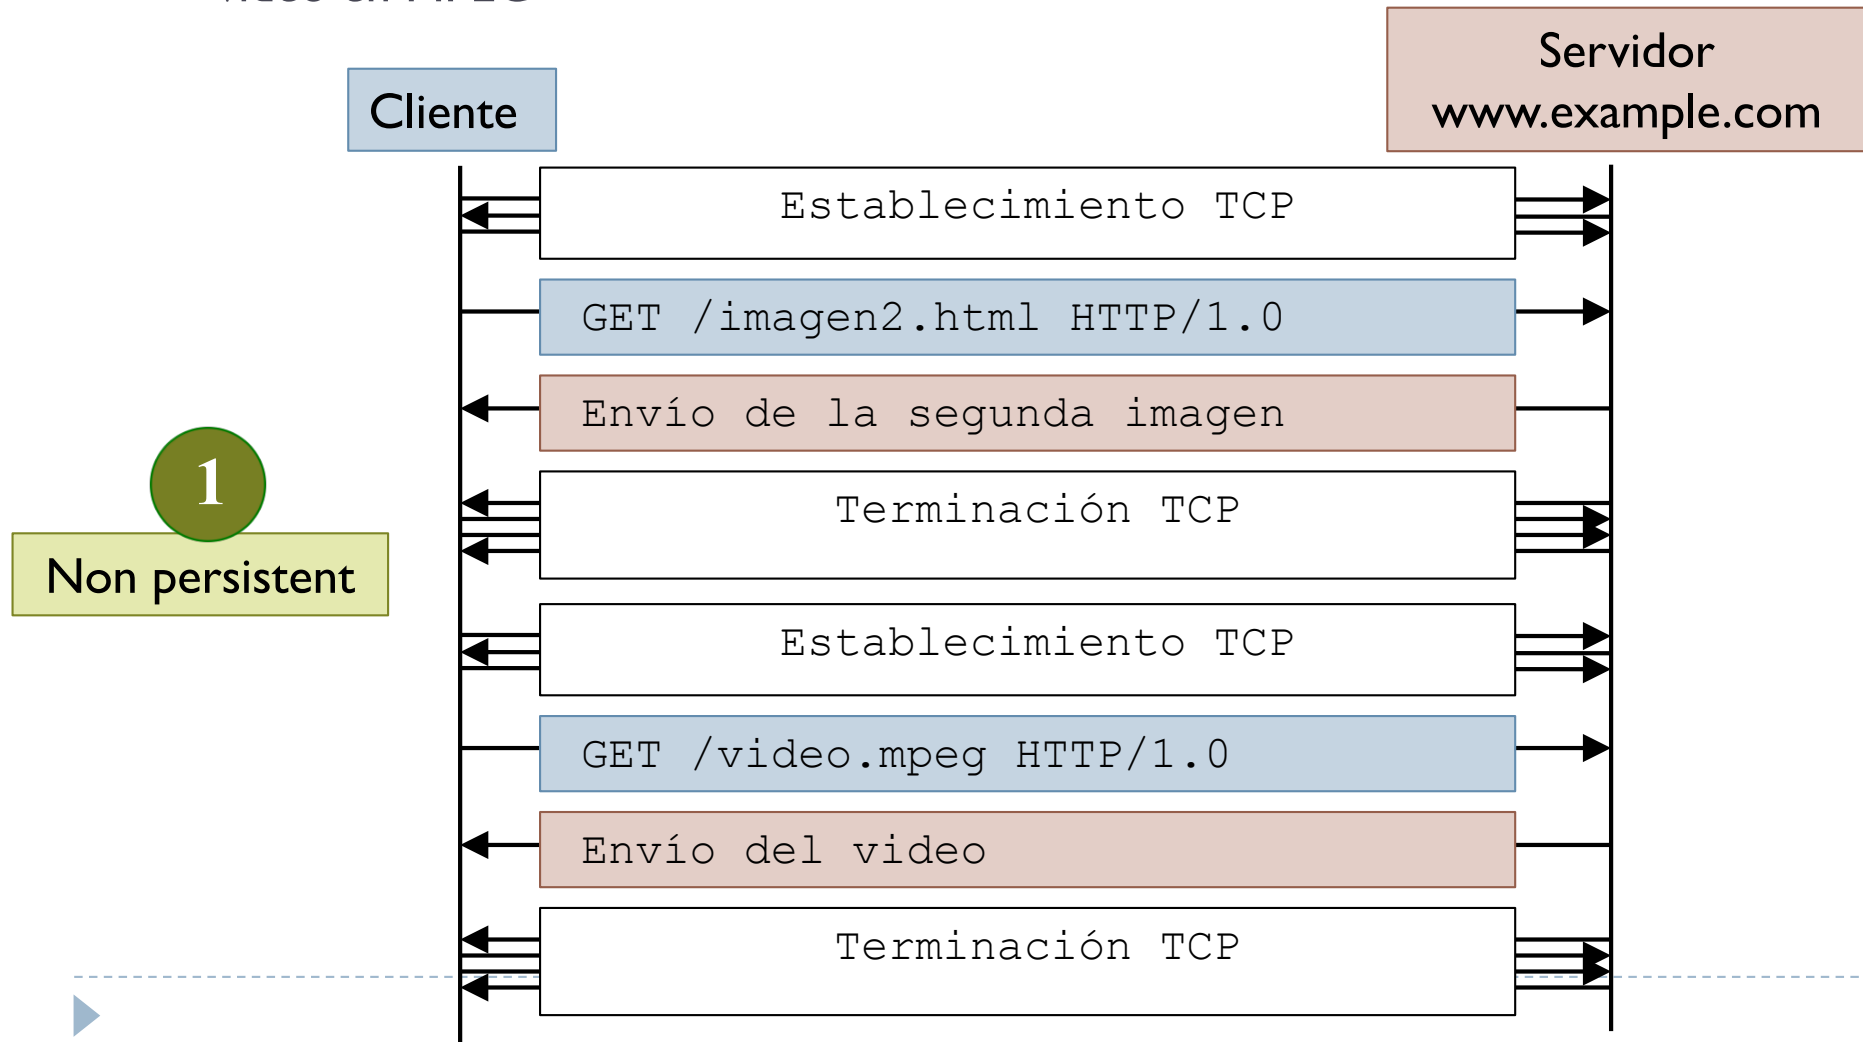 Servidor
www.example.com
Cliente
Establecimiento TCP
GET /imagen2.html HTTP/1.0
Envío de la segunda imagen
1
Terminación TCP
Non persistent
Establecimiento TCP
GET /video.mpeg HTTP/1.0
Envío del video
Terminación TCP